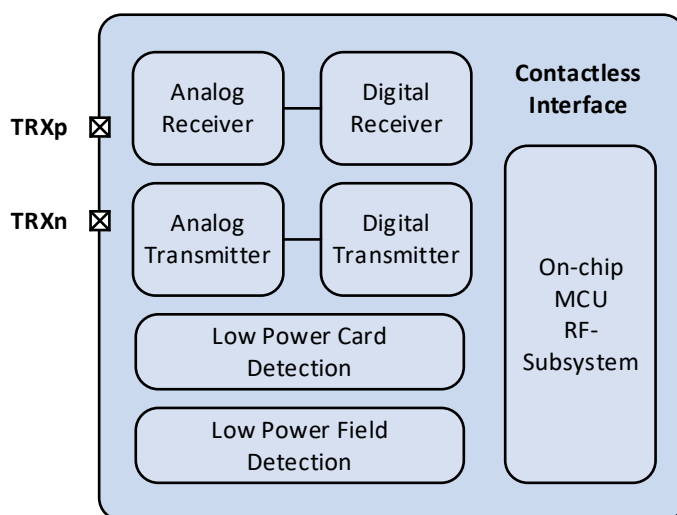 TRXp
TRXn
Analog
Receiver
Digital
Receiver
Contactless
Interface
Analog
Transmitter
Digital
Transmitter
Low Power Card
Detection
Low Power Field
Detection
On-chip
MCU
RF-
Subsystem